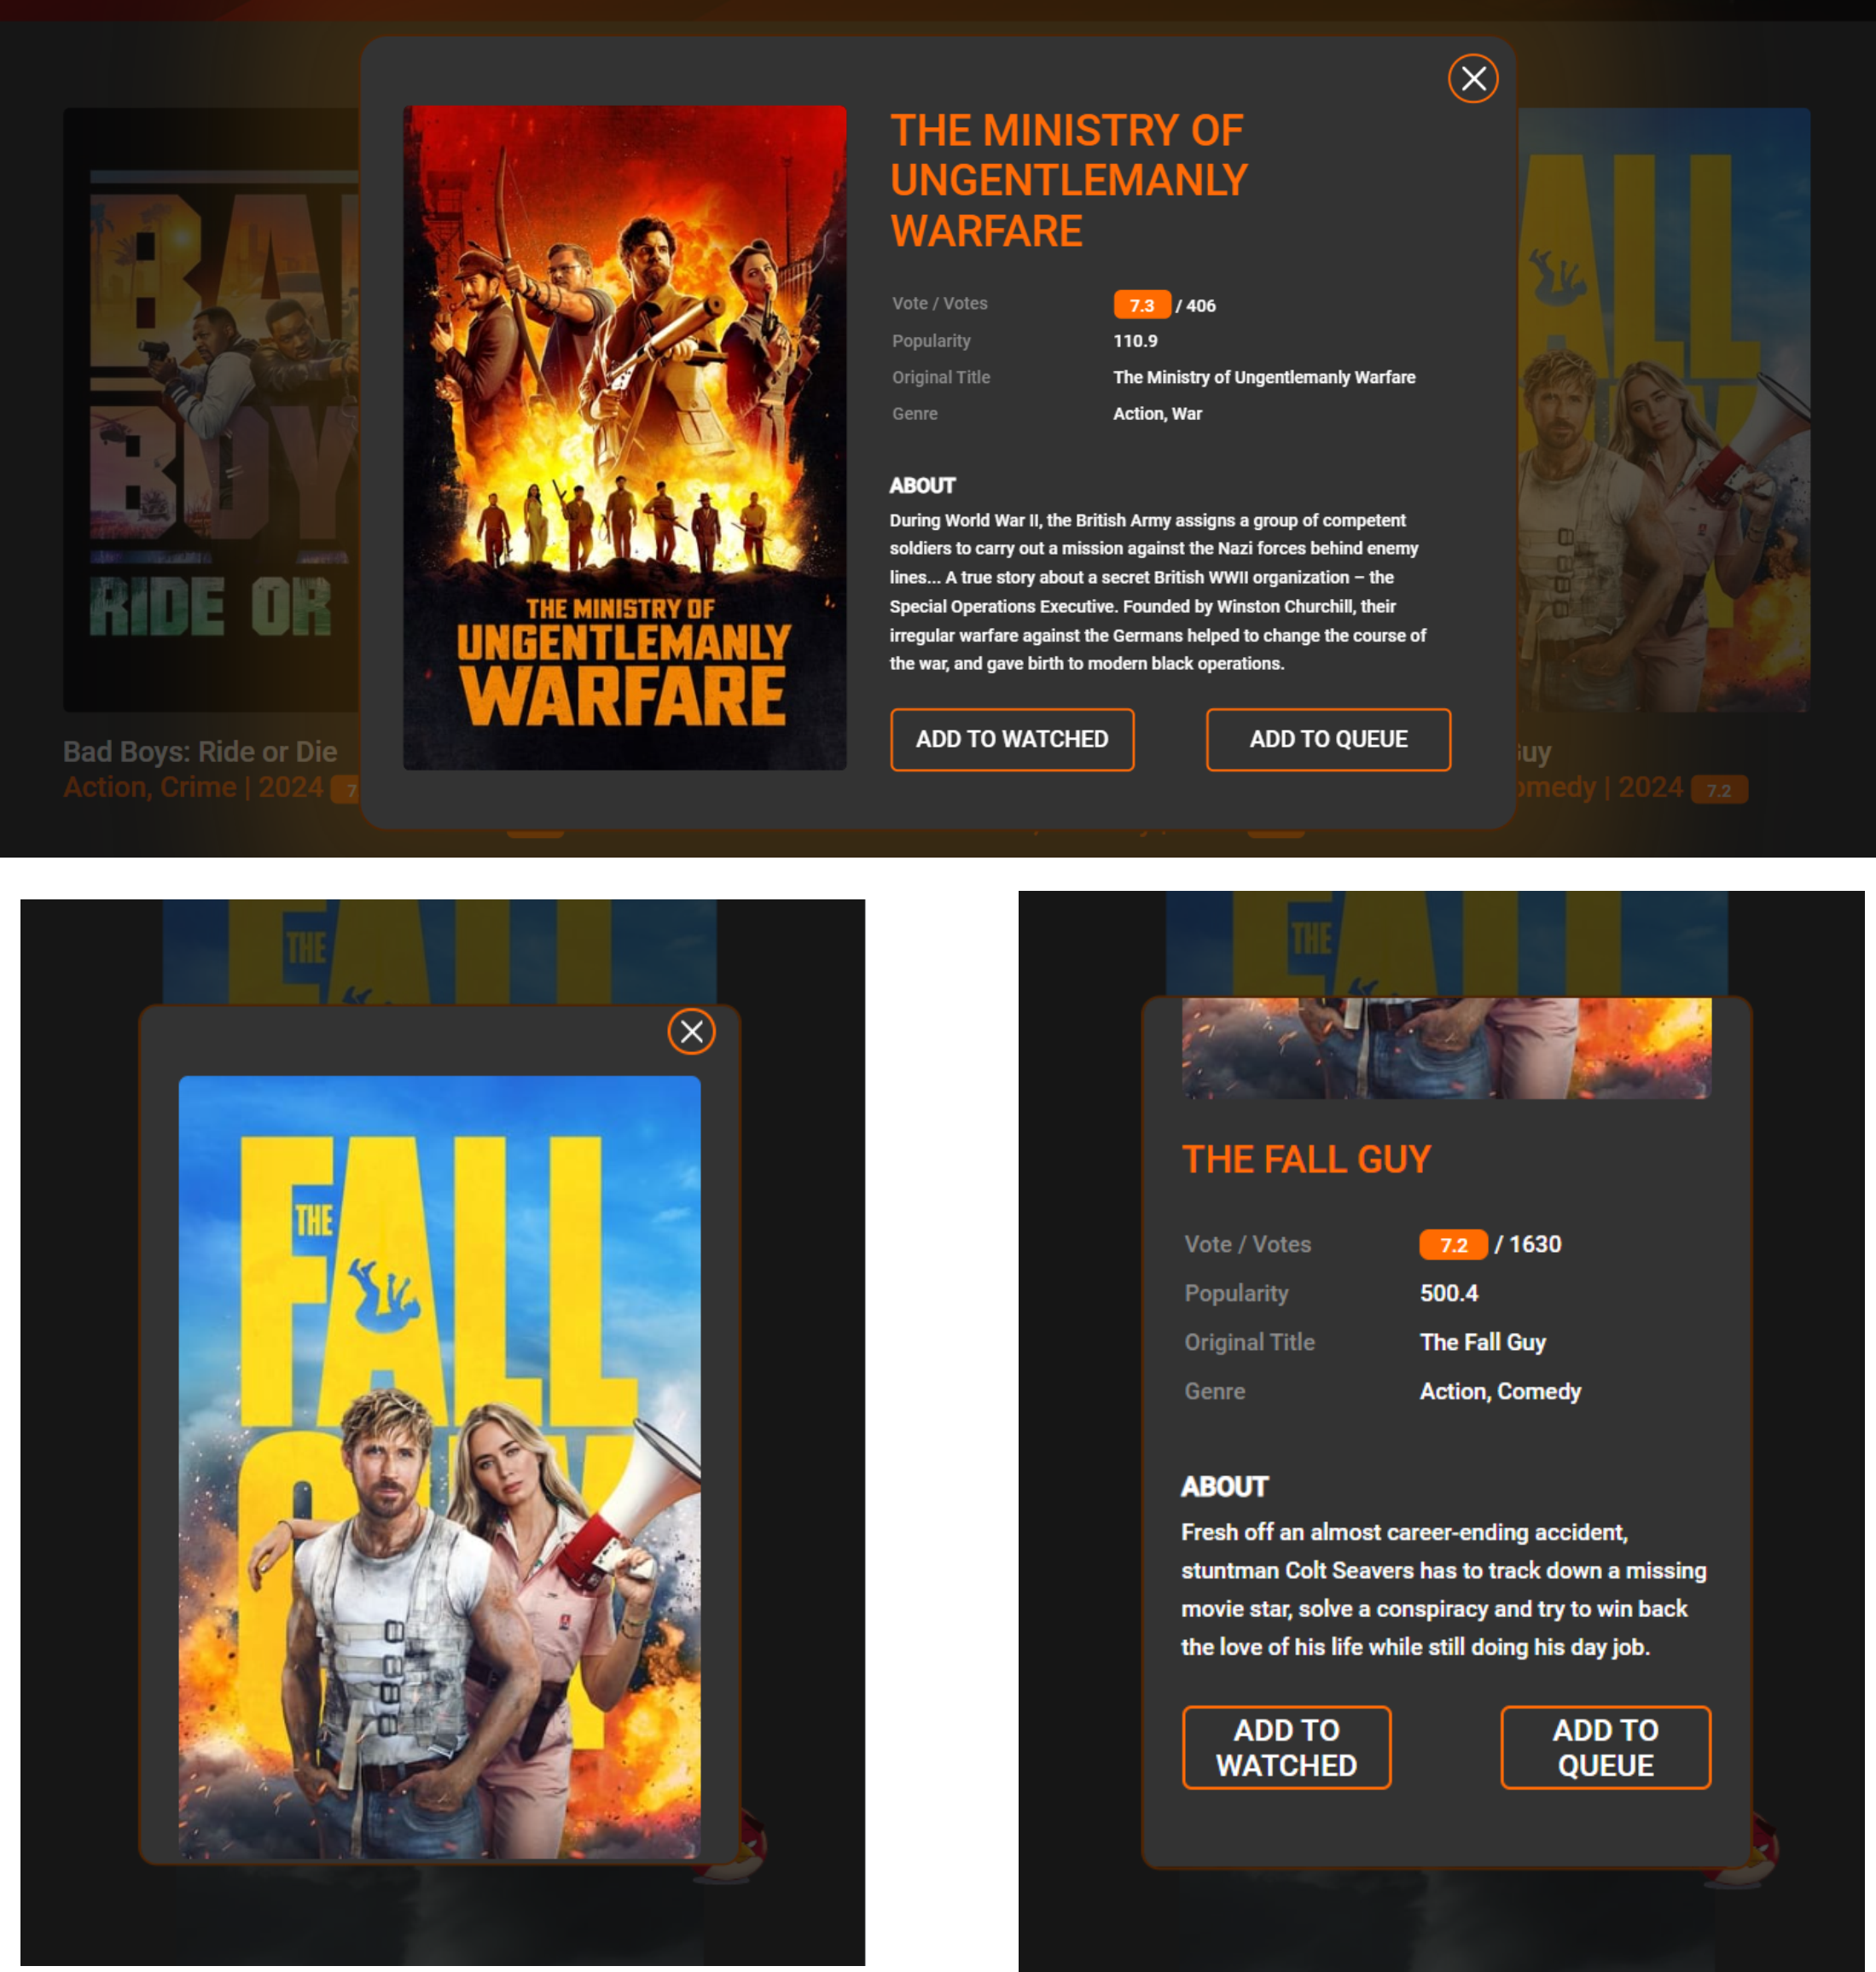 BA
BOY
RIDE OR
Bad Boys: Ride or Die
Action, Crime | 2024 7
THE MINISTRY OF
UNGENTLEMANLY
WARFARE
THE MINISTRY OF
UNGENTLEMANLY
WARFARE
Vote / Votes 7.3 / 406
Popularity 110.9
Original Title The Ministry of Ungentlemanly Warfare
Genre Action, War
ABOUT
During World War II, the British Army assigns a group of competent
soldiers to carry out a mission against the Nazi forces behind enemy
lines... A true story about a secret British WWII organization – the
Special Operations Executive. Founded by Winston Churchill, their
irregular warfare against the Germans helped to change the course of
the war, and gave birth to modern black operations.
ADD TO WATCHED
ADD TO QUEUE
ALL
Guy
omedy | 2024 7.2
THE
FALL
THE
FALL
GUY
THE
FALL
THE FALL GUY
Vote / Votes 7.2 / 1630
Popularity 500.4
Original Title The Fall Guy
Genre Action, Comedy
ABOUT
Fresh off an almost career-ending accident,
stuntman Colt Seavers has to track down a missing
movie star, solve a conspiracy and try to win back
the love of his life while still doing his day job.
ADD TO
WATCHED
ADD TO
QUEUE